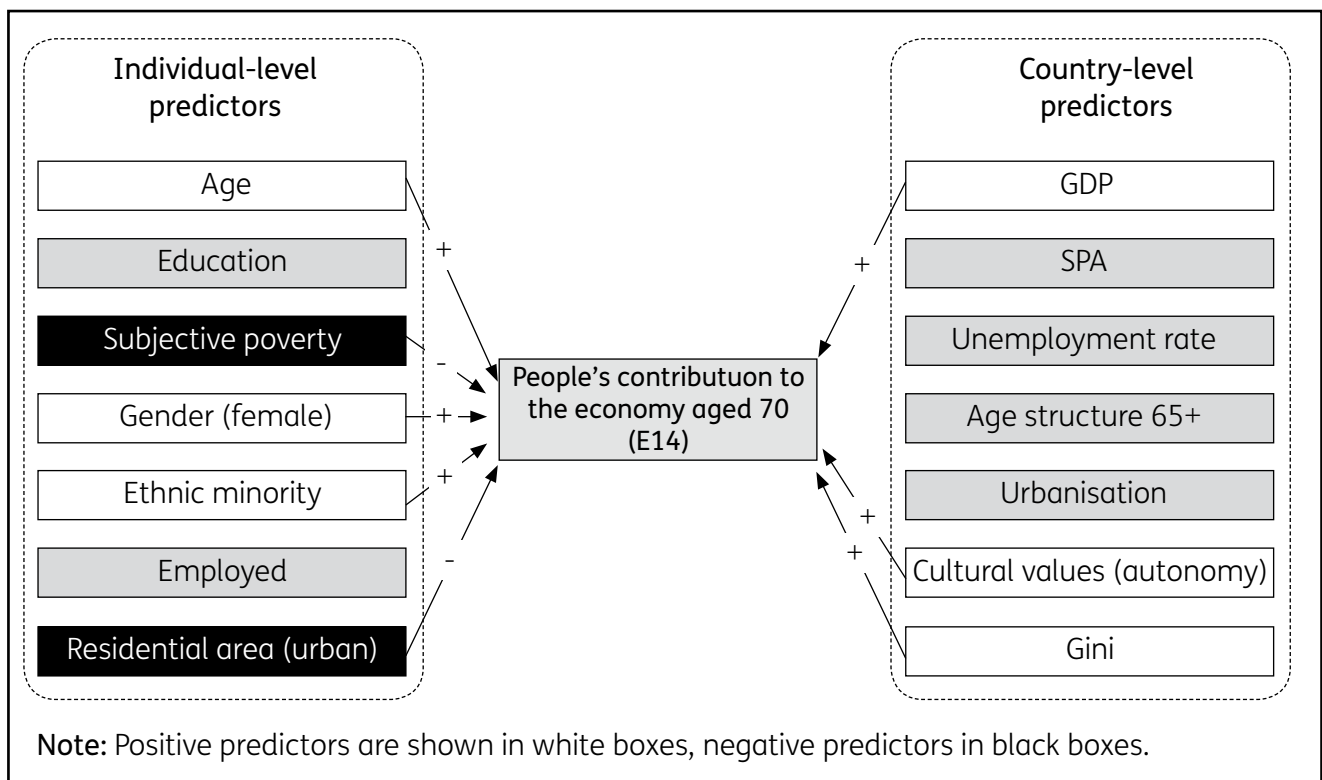 Individual-level
predictors
Age
Education
Subjective poverty
Gender (female)
Ethnic minority
Employed
Residential area (urban)
+
-
+
+
-
People's contributuon to
the economy aged 70
(E14)
+
+
+
Country-level
predictors
GDP
SPA
Unemployment rate
Age structure 65+
Urbanisation
Cultural values (autonomy)
Gini
Note: Positive predictors are shown in white boxes, negative predictors in black boxes.